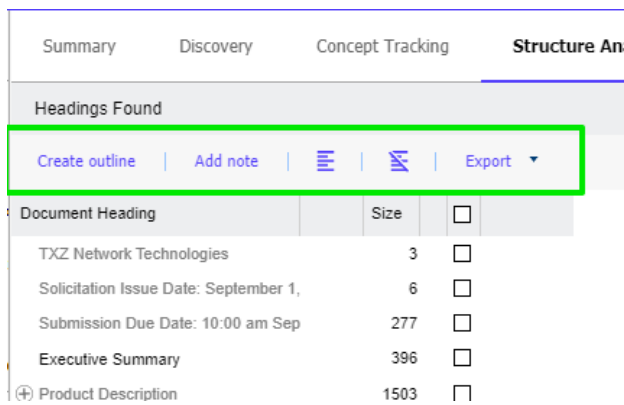 Summary Discovery Concept Tracking Structure Ana
Headings Found
Create outline Add note Export
Document Heading Size
TXZ Network Technologies 3
Solicitation Issue Date: September 1, 6
Submission Due Date: 10:00 am Sep 277
Executive Summary 396
Product Description 1503